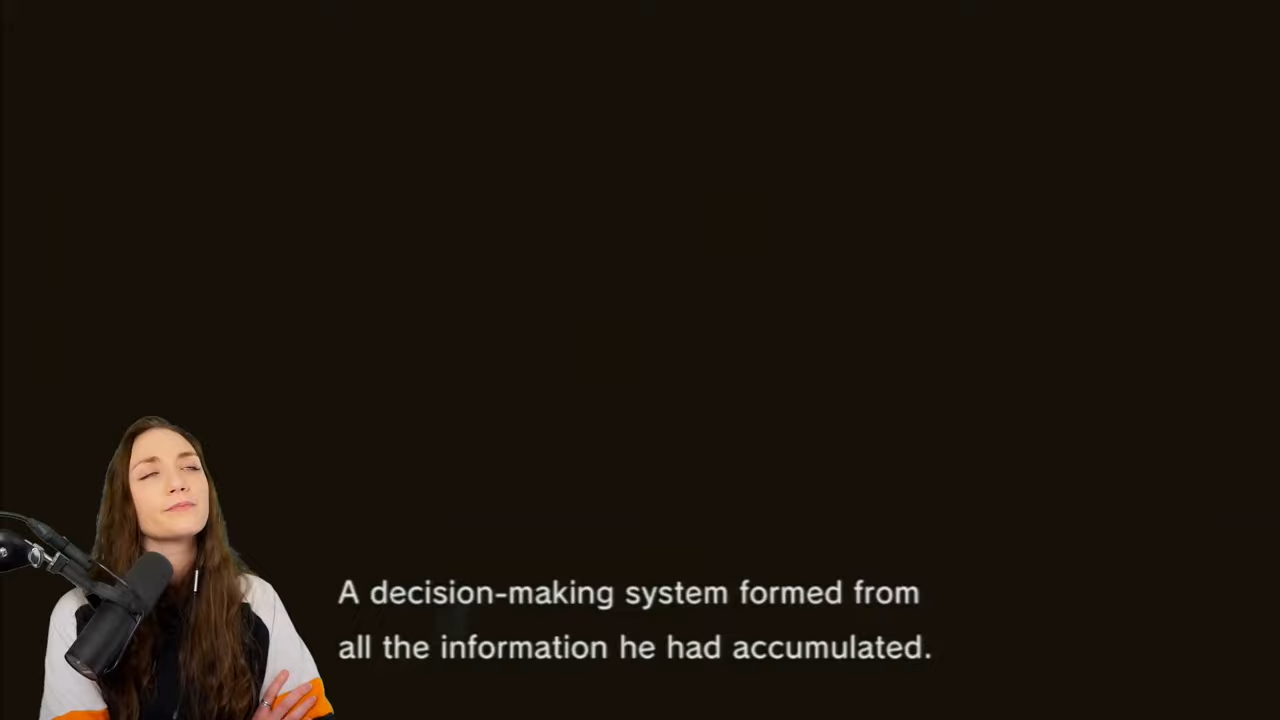 A decision-making system formed from
all the information he had accumulated.